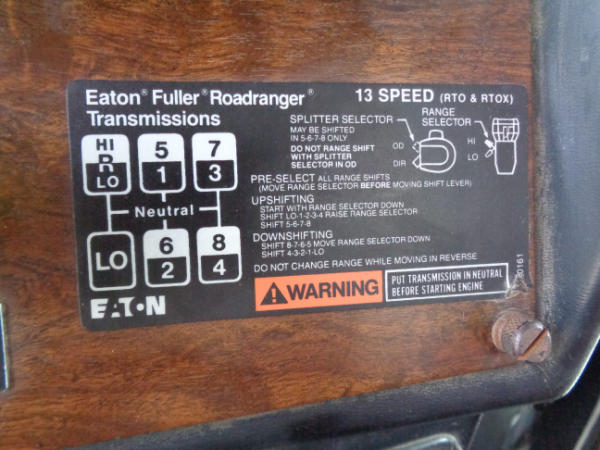 Eaton® Fuller® Roadranger®
Transmissions
13 SPEED (RTO & RTOX)
HI
R
LO
5
1
7
3
Neutral
LO
6
2
8
4
EATON
SPLITTER SELECTOR
MAY BE SHIFTED
IN 5-6-7-8 ONLY
DO NOT RANGE SHIFT
WITH SPLITTER
SELECTOR IN OD
OD
DIR
RANGE
SELECTOR
HI
LO
PRE-SELECT ALL RANGE SHIFTS
(MOVE RANGE SELECTOR BEFORE MOVING SHIFT LEVER)
UPSHIFTING
START WITH RANGE SELECTOR DOWN
SHIFT LO-1-2-3-4 RAISE RANGE SELECTOR
SHIFT 5-6-7-8
DOWNSHIFTING
SHIFT 8-7-6-5 MOVE RANGE SELECTOR DOWN
SHIFT 4-3-2-1-LO
DO NOT CHANGE RANGE WHILE MOVING IN REVERSE
WARNING
PUT TRANSMISSION IN NEUTRAL
BEFORE STARTING ENGINE